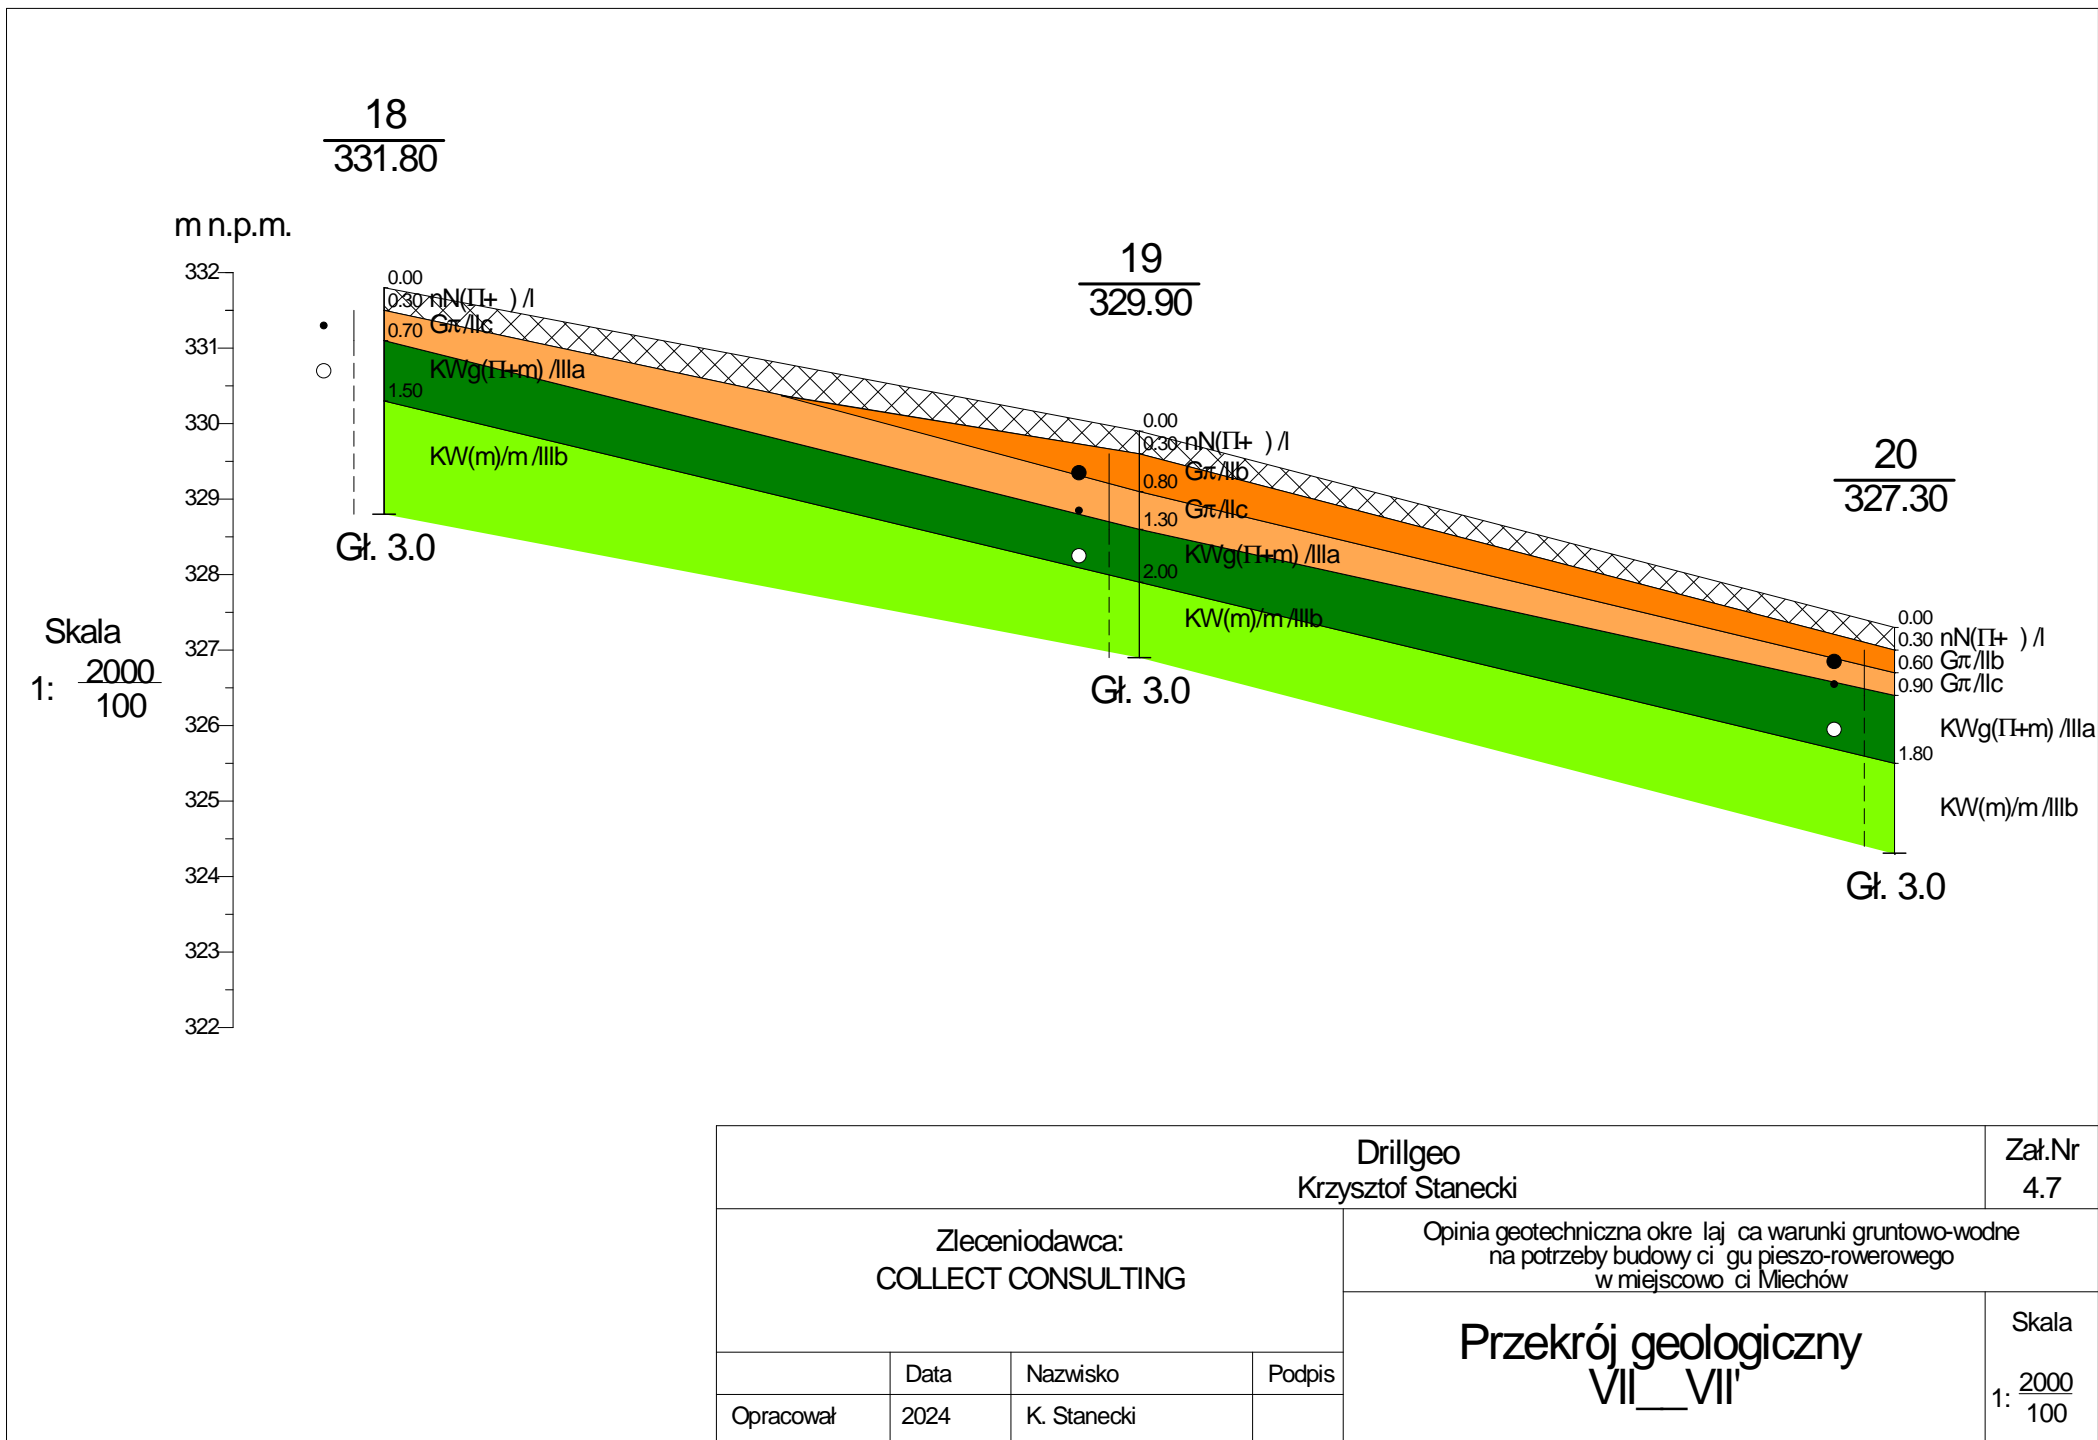 18
331.80
m n.p.m.
19
329.90
20
327.30
332
331
330
329
328
327
326
325
324
323
322
Skala
1: 2000
100
0.00
0.30 nN(Π+ ) /I
Gπ/IIc
0.70
KWg(Π+m) /IIIa
1.50
KW(m)/m /IIIb
Gł. 3.0
0.00
0.30 nN(Π+ ) /I
Gπ/IIb
0.80
Gπ/IIc
1.30
KWg(Π+m) /IIIa
2.00
KW(m)/m /IIIb
Gł. 3.0
0.00
0.30 nN(Π+ ) /I
0.60 Gπ/IIb
0.90 Gπ/IIc
KWg(Π+m) /IIIa
1.80
KW(m)/m /IIIb
Gł. 3.0
Drillgeo
Krzysztof Stanecki
Zał.Nr
4.7
Zleceniodawca:
COLLECT CONSULTING
Opinia geotechniczna okre laj ca warunki gruntowo-wodne
na potrzeby budowy ci gu pieszo-rowerowego
w miejscowo ci Miechów
Przekrój geologiczny
VII__VII'
Skala
1: 2000
100
Data Nazwisko Podpis
Opracował 2024 K. Stanecki